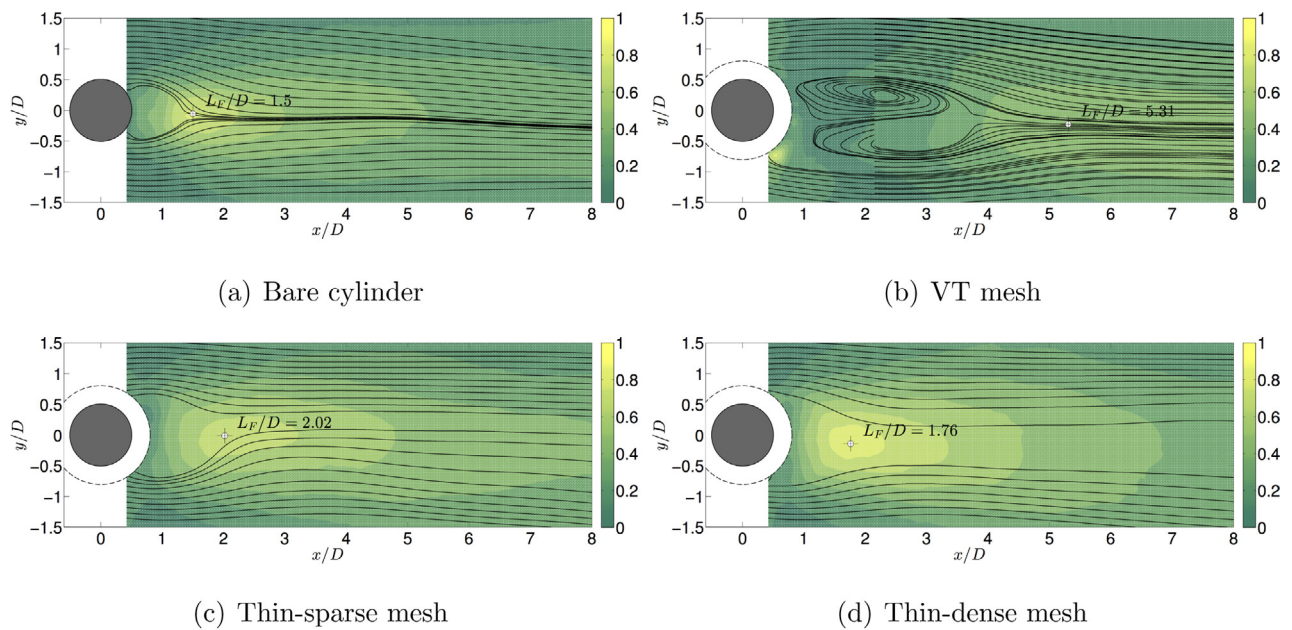 1.5 1 0.5 0 −0.5 −1 −1.5
y/D
0 1 2 3 4 5 6 7 8
x/D
L_F/D = 1.5
1 0.8 0.6 0.4 0.2 0
(a) Bare cylinder
1.5 1 0.5 0 −0.5 −1 −1.5
y/D
0 1 2 3 4 5 6 7 8
x/D
L_F/D = 5.31
1 0.8 0.6 0.4 0.2 0
(b) VT mesh
1.5 1 0.5 0 −0.5 −1 −1.5
y/D
0 1 2 3 4 5 6 7 8
x/D
L_F/D = 2.02
1 0.8 0.6 0.4 0.2 0
(c) Thin-sparse mesh
1.5 1 0.5 0 −0.5 −1 −1.5
y/D
0 1 2 3 4 5 6 7 8
x/D
L_F/D = 1.76
1 0.8 0.6 0.4 0.2 0
(d) Thin-dense mesh